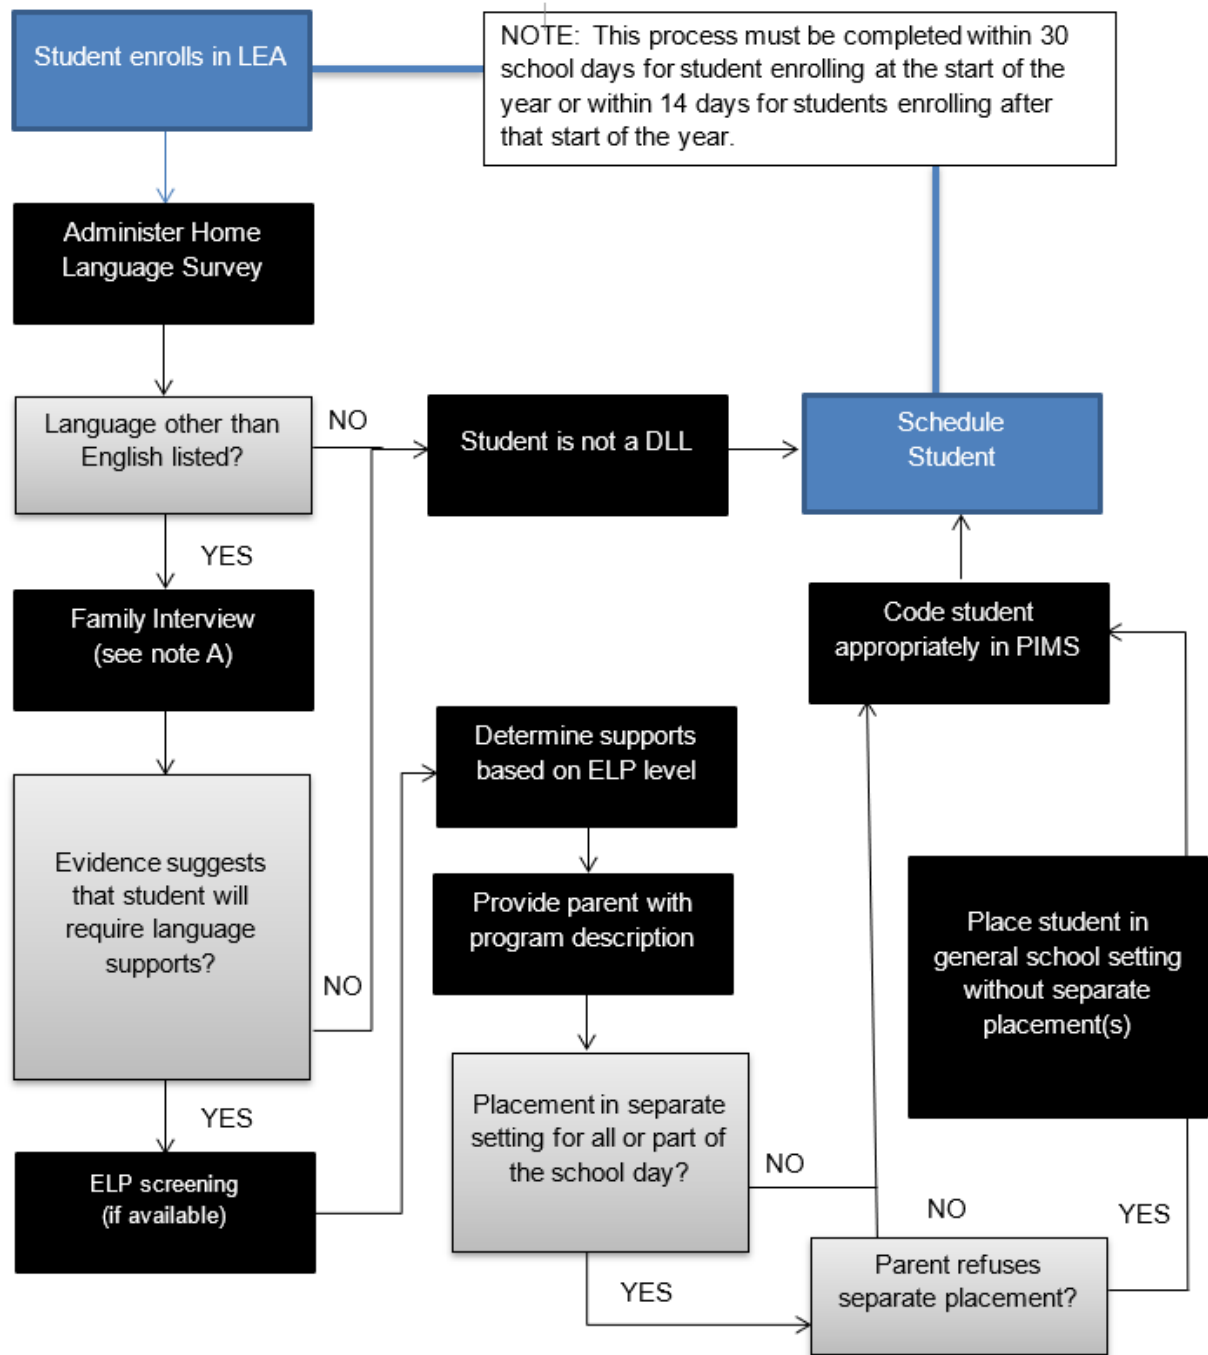 Student enrolls in LEA
NOTE:  This process must be completed within 30
school days for student enrolling at the start of the
year or within 14 days for students enrolling after
that start of the year.
Administer Home
Language Survey
Language other than
English listed?
NO
Student is not a DLL
Schedule
Student
YES
Family Interview
(see note A)
Code student
appropriately in PIMS
Determine supports
based on ELP level
Evidence suggests
that student will
require language
supports?
NO
Provide parent with
program description
Place student in
general school setting
without separate
placement(s)
YES
Placement in separate
setting for all or part of
the school day?
NO
ELP screening
(if available)
NO
YES
YES
Parent refuses
separate placement?